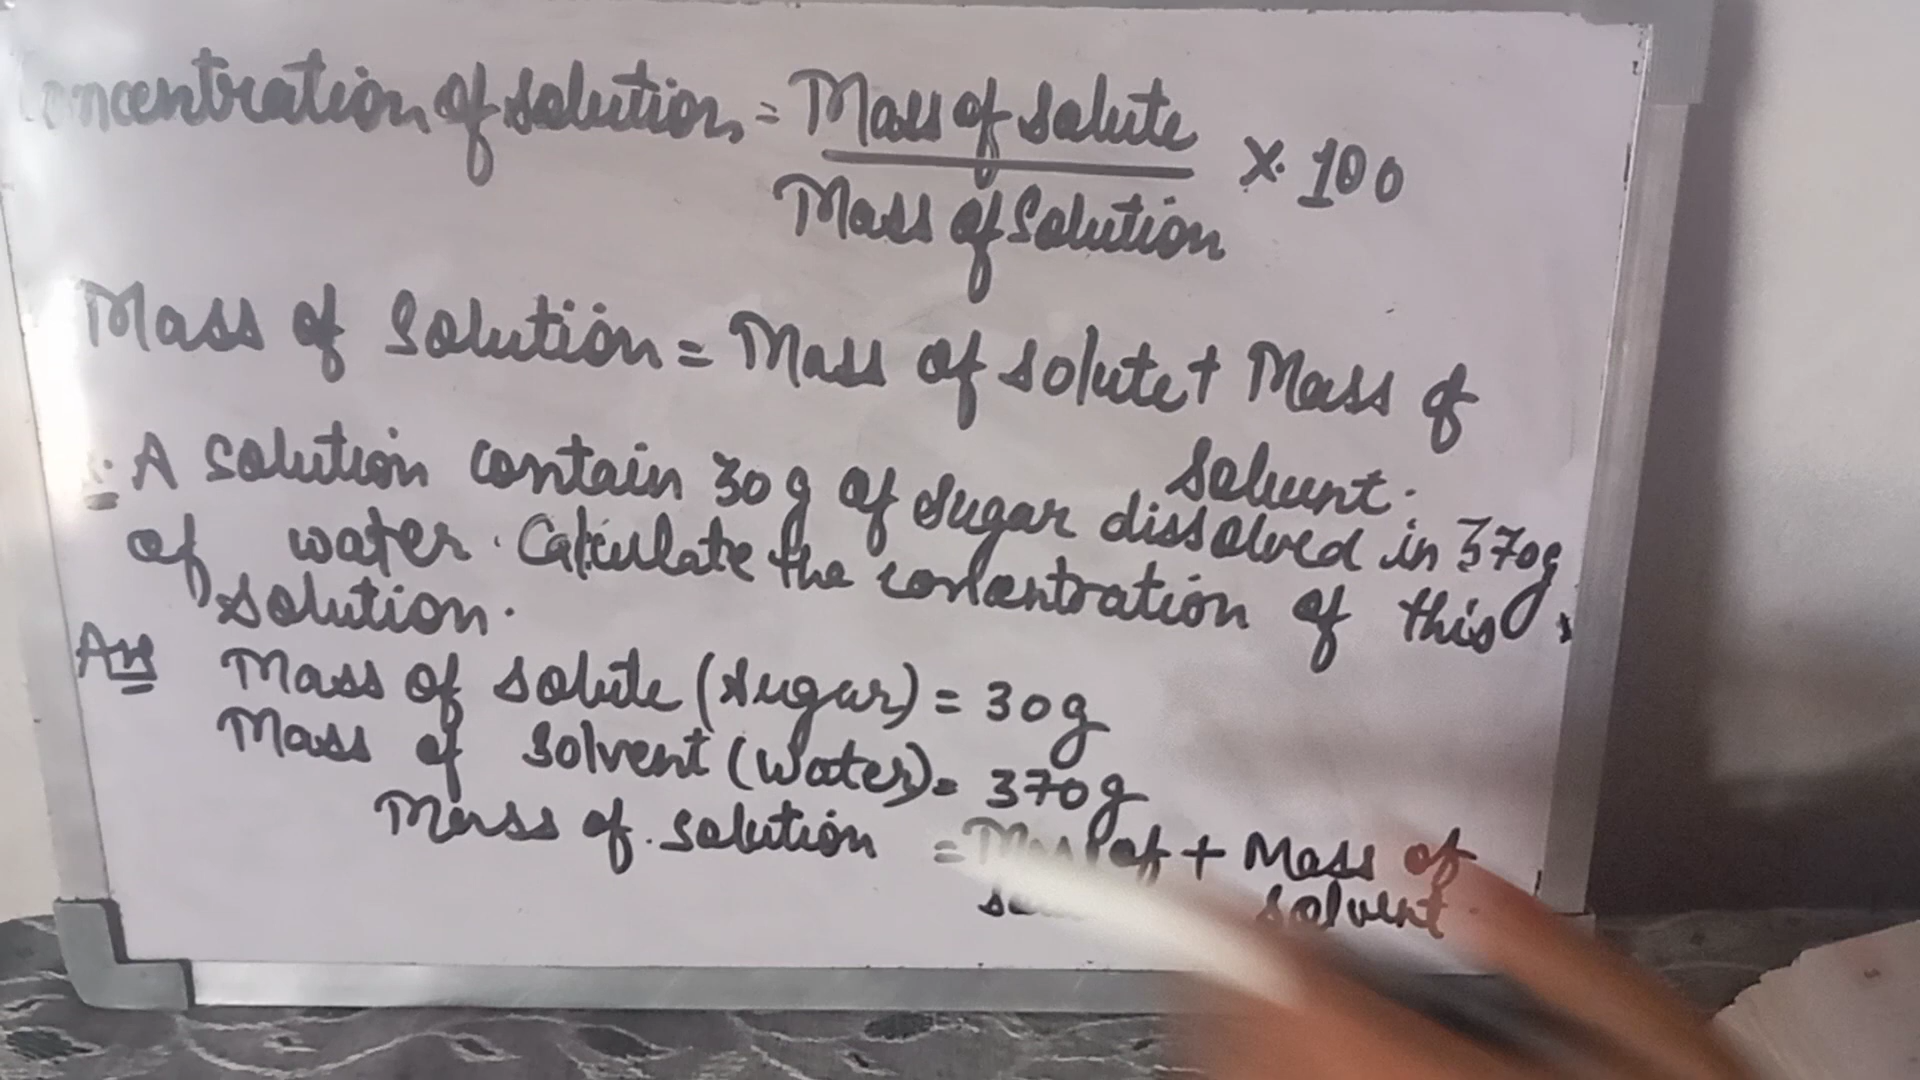 Concentration of solution = Mass of solute × 100
Mass of Solution
Mass of Solution = Mass of solute + Mass of
solvent.
A solution contain 30 g of sugar dissolved in 370g
of water. Calculate the concentration of this
solution.
Ans Mass of solute (sugar) = 30g
Mass of solvent (water) = 370g
Mass of solution = of + Mass of
solvent